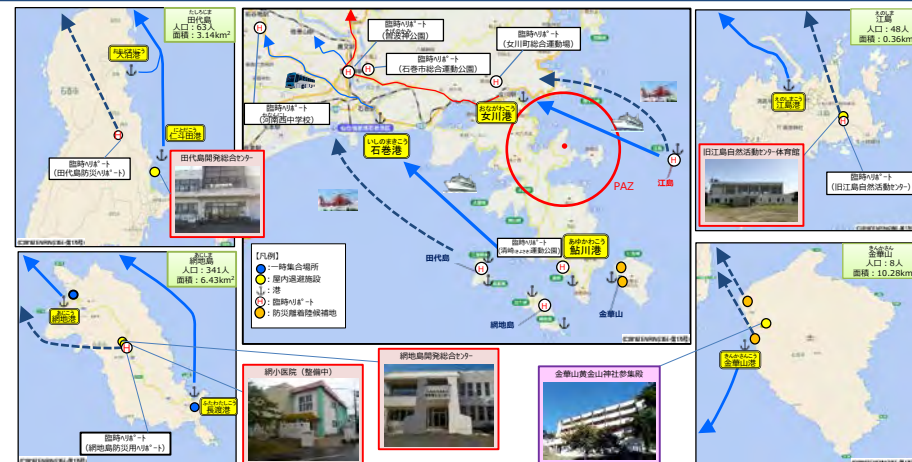 たしろじま
田代島
人口：63人
面積：3.14km²
おおどまりこう
大泊港
にとだこう
仁斗田港
臨時ヘリポート
(田代島防災ヘリポート)
田代島開発総合センター
臨時ヘリポート
(河南西中学校)
臨時ヘリポート
臨時ヘリポート
(石巻市総合運動公園)
臨時ヘリポート
(女川町総合運動場)
おながわこう
女川港
いしのまきこう
石巻港
PAZ
江島
臨時ヘリポート
あゆかわこう
鮎川港
田代島
網地島
金華山
【凡例】
：一時集合場所
：屋内退避施設
：港
H：臨時ヘリポート
：防災離着陸候補地
えのしま
江島
人口：48人
面積：0.36km²
えのしまこう
江島港
旧江島自然活動センター体育館
臨時ヘリポート
(旧江島自然活動センター)
あじしま
網地島
人口：341人
面積：6.43km²
あじこう
網地港
ふたわたしこう
長渡港
臨時ヘリポート
(網地島防災用ヘリポート)
網小医院（整備中）
網地島開発総合センター
金華山黄金山神社参集殿
きんかさん
金華山
人口：8人
面積：10.28km²
きんかさんこう
金華山港